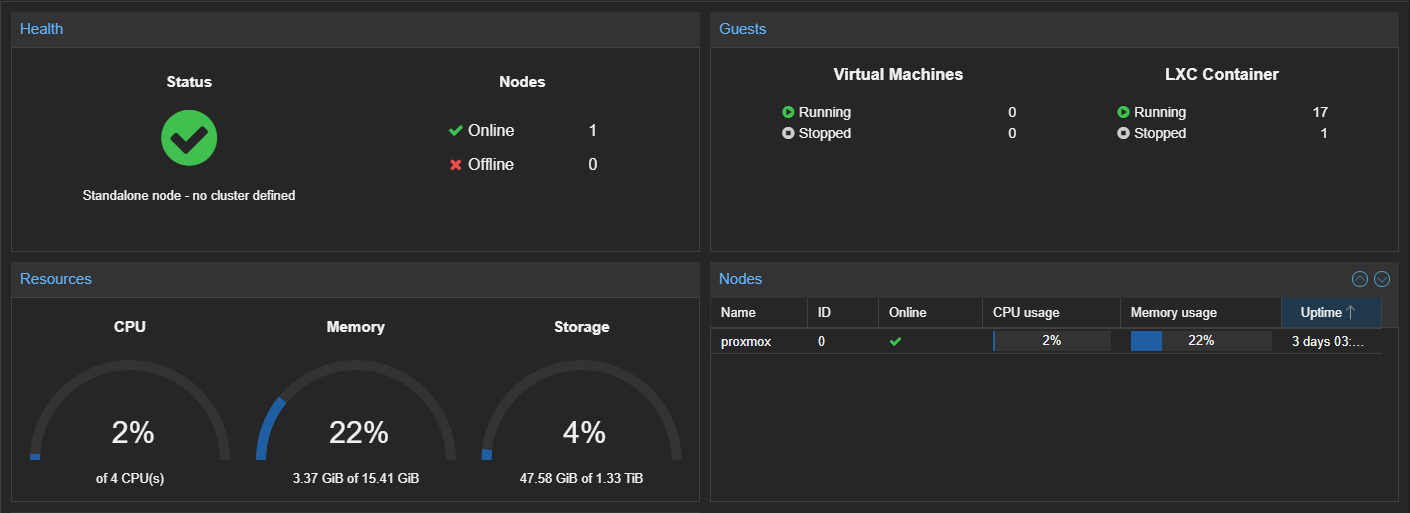 Health
Status
Nodes
Online 1
Offline 0
Standalone node - no cluster defined
Guests
Virtual Machines
LXC Container
Running 0
Running 17
Stopped 0
Stopped 1
Resources
CPU
Memory
Storage
2%
22%
4%
of 4 CPU(s)
3.37 GiB of 15.41 GiB
47.58 GiB of 1.33 TiB
Nodes
Name ID Online CPU usage Memory usage Uptime
proxmox 0 2% 22% 3 days 03:...